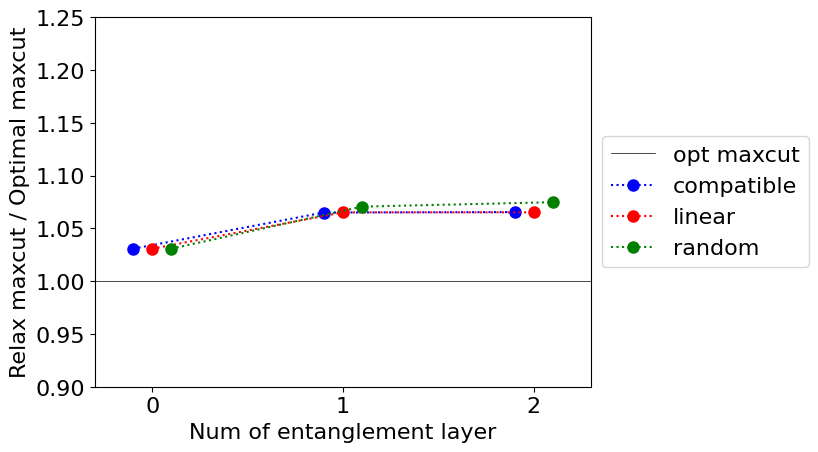 Relax maxcut / Optimal maxcut
1.25
1.20
1.15
1.10
1.05
1.00
0.95
0.90
0
1
2
Num of entanglement layer
opt maxcut
compatible
linear
random